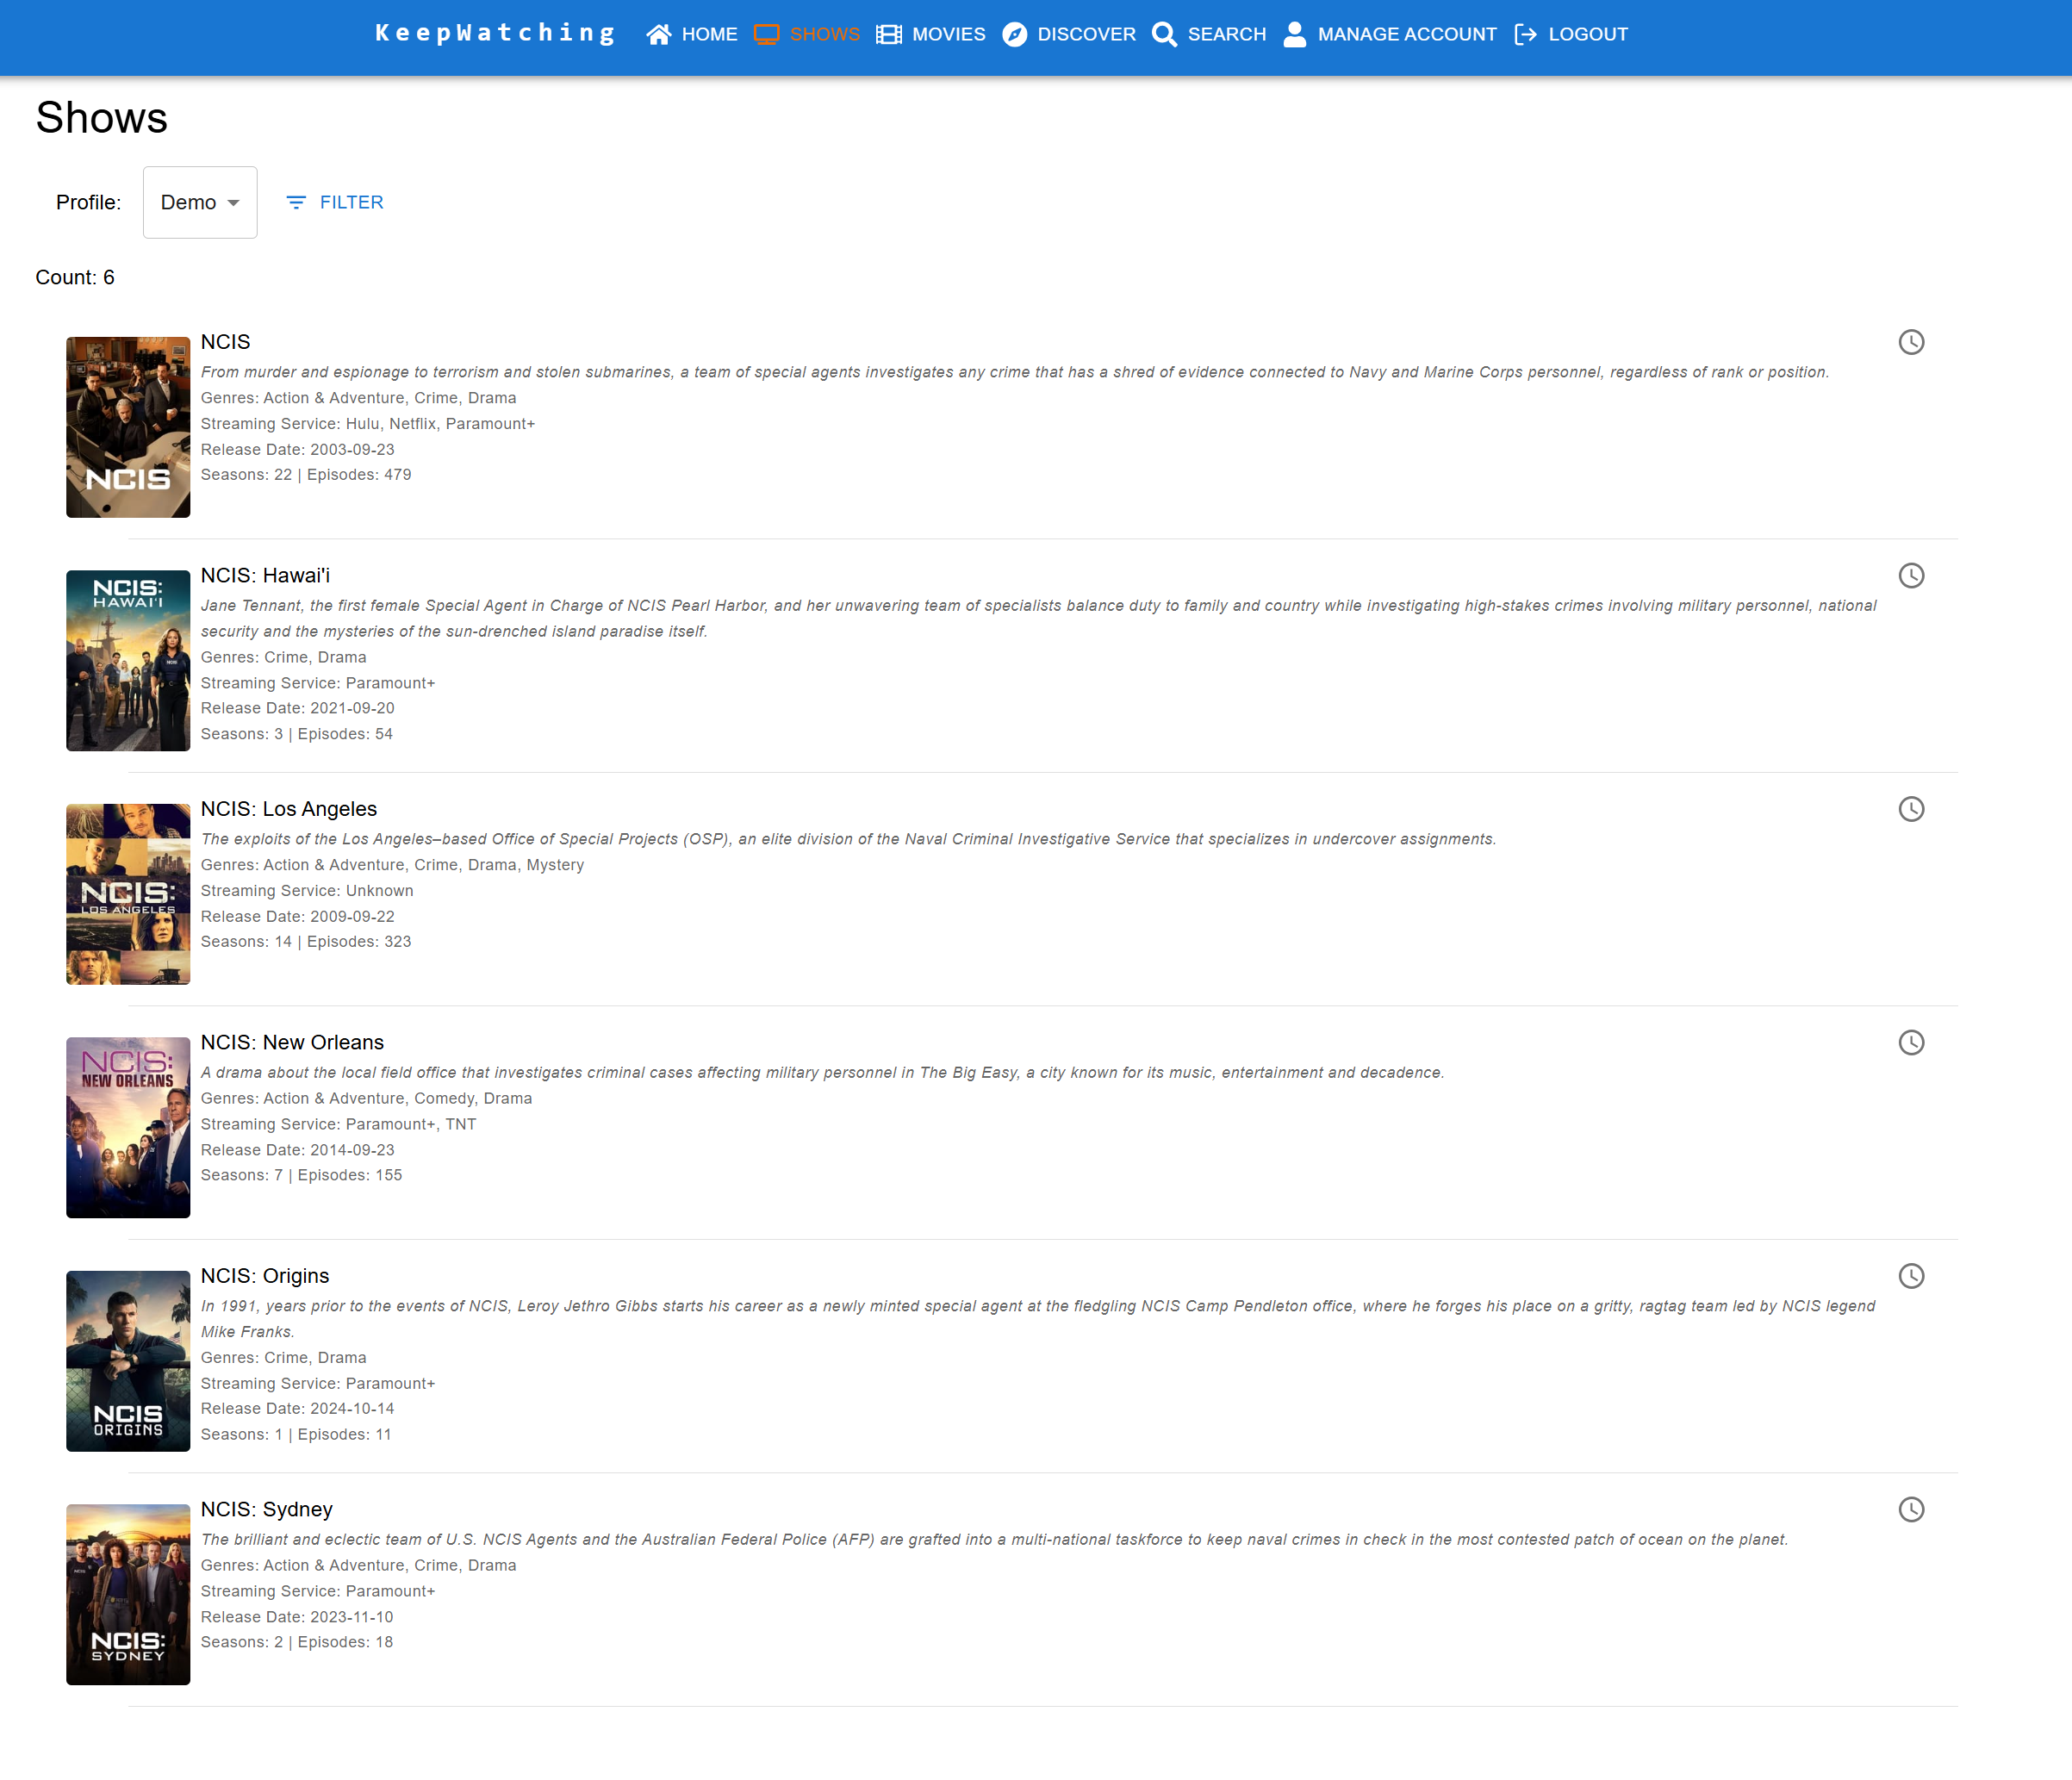 KeepWatching HOME SHOWS MOVIES DISCOVER SEARCH MANAGE ACCOUNT LOGOUT
Shows
Profile: Demo FILTER
Count: 6
NCIS
NCIS
From murder and espionage to terrorism and stolen submarines, a team of special agents investigates any crime that has a shred of evidence connected to Navy and Marine Corps personnel, regardless of rank or position.
Genres: Action & Adventure, Crime, Drama
Streaming Service: Hulu, Netflix, Paramount+
Release Date: 2003-09-23
Seasons: 22 | Episodes: 479
NCIS:
HAWAI'I
NCIS: Hawai'i
Jane Tennant, the first female Special Agent in Charge of NCIS Pearl Harbor, and her unwavering team of specialists balance duty to family and country while investigating high-stakes crimes involving military personnel, national
security and the mysteries of the sun-drenched island paradise itself.
Genres: Crime, Drama
Streaming Service: Paramount+
Release Date: 2021-09-20
Seasons: 3 | Episodes: 54
NCIS:
LOS ANGELES
NCIS: Los Angeles
The exploits of the Los Angeles–based Office of Special Projects (OSP), an elite division of the Naval Criminal Investigative Service that specializes in undercover assignments.
Genres: Action & Adventure, Crime, Drama, Mystery
Streaming Service: Unknown
Release Date: 2009-09-22
Seasons: 14 | Episodes: 323
NCIS:
NEW ORLEANS
NCIS: New Orleans
A drama about the local field office that investigates criminal cases affecting military personnel in The Big Easy, a city known for its music, entertainment and decadence.
Genres: Action & Adventure, Comedy, Drama
Streaming Service: Paramount+, TNT
Release Date: 2014-09-23
Seasons: 7 | Episodes: 155
NCIS
ORIGINS
NCIS: Origins
In 1991, years prior to the events of NCIS, Leroy Jethro Gibbs starts his career as a newly minted special agent at the fledgling NCIS Camp Pendleton office, where he forges his place on a gritty, ragtag team led by NCIS legend
Mike Franks.
Genres: Crime, Drama
Streaming Service: Paramount+
Release Date: 2024-10-14
Seasons: 1 | Episodes: 11
NCIS:
SYDNEY
NCIS: Sydney
The brilliant and eclectic team of U.S. NCIS Agents and the Australian Federal Police (AFP) are grafted into a multi-national taskforce to keep naval crimes in check in the most contested patch of ocean on the planet.
Genres: Action & Adventure, Crime, Drama
Streaming Service: Paramount+
Release Date: 2023-11-10
Seasons: 2 | Episodes: 18